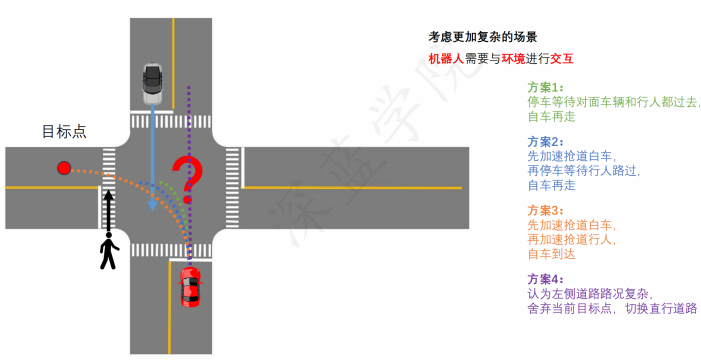 考虑更加复杂的场景
机器人需要与环境进行交互
方案1：
停车等待对面车辆和行人都过去，
自车再走
目标点
方案2：
先加速抢道白车，
再停车等待行人路过，
自车再走
?
方案3：
先加速抢道白车，
再加速抢道行人，
自车到达
方案4：
认为左侧道路路况复杂，
舍弃当前目标点，切换直行道路
深蓝学院